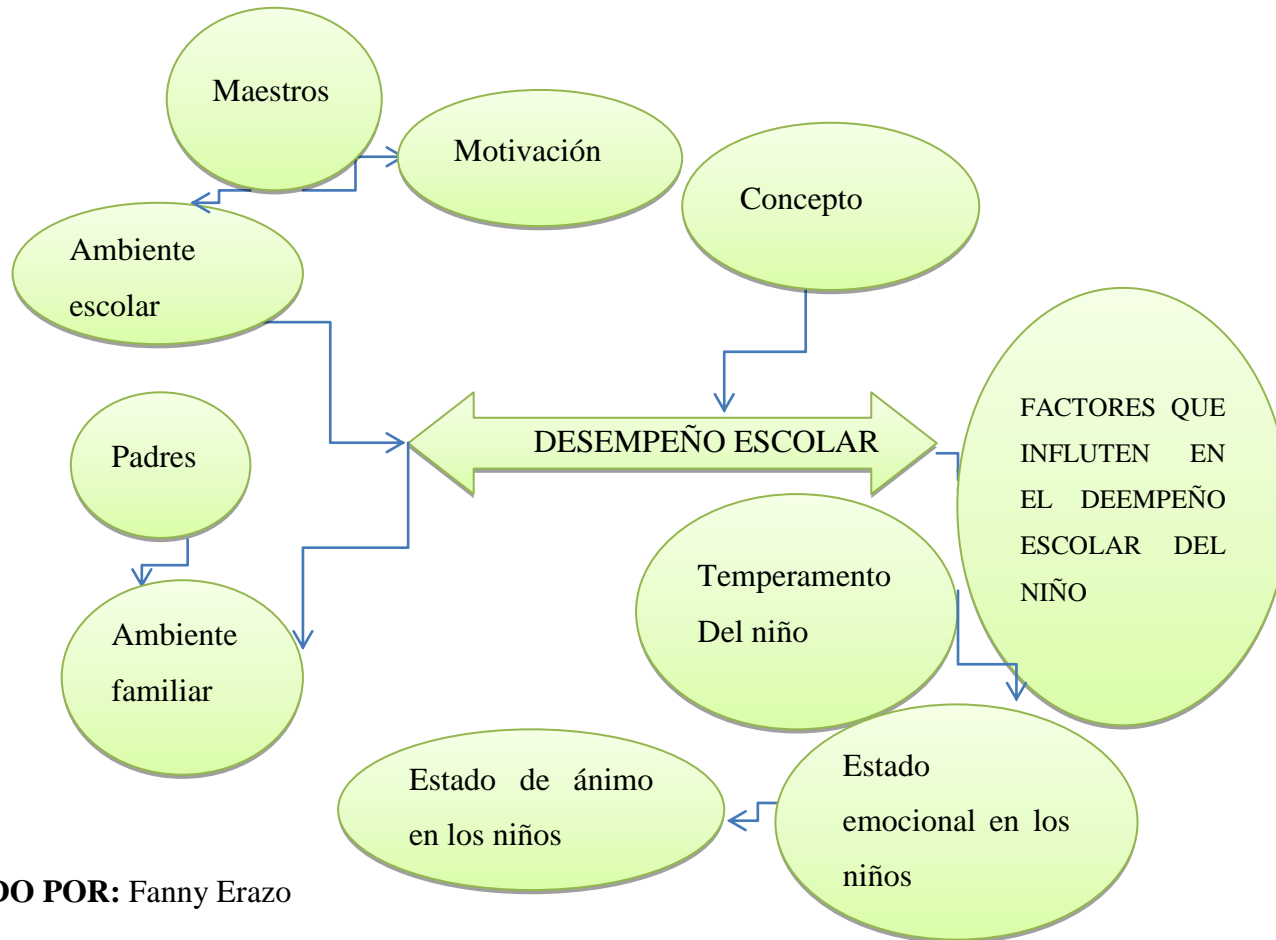 Maestros
Motivación
Concepto
Ambiente
escolar
FACTORES QUE
INFLUTEN EN
EL DEEMPEÑO
ESCOLAR DEL
NIÑO
DESEMPEÑO ESCOLAR
Padres
Temperamento
Del niño
Ambiente
familiar
Estado
emocional en los
niños
Estado de ánimo
en los niños
DO POR: Fanny Erazo